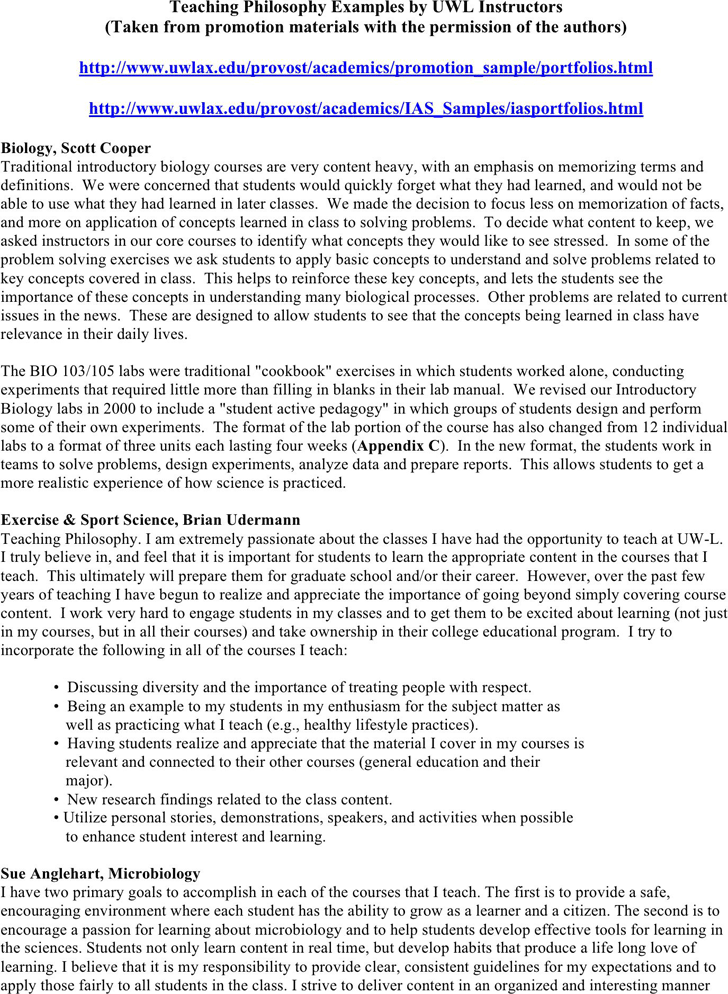 Teaching Philosophy Examples by UWL Instructors
(Taken from promotion materials with the permission of the authors)
http://www.uwlax.edu/provost/academics/promotion_sample/portfolios.html
http://www.uwlax.edu/provost/academics/IAS_Samples/iasportfolios.html
Biology, Scott Cooper
Traditional introductory biology courses are very content heavy, with an emphasis on memorizing terms and
definitions.  We were concerned that students would quickly forget what they had learned, and would not be
able to use what they had learned in later classes.  We made the decision to focus less on memorization of facts,
and more on application of concepts learned in class to solving problems.  To decide what content to keep, we
asked instructors in our core courses to identify what concepts they would like to see stressed.  In some of the
problem solving exercises we ask students to apply basic concepts to understand and solve problems related to
key concepts covered in class.  This helps to reinforce these key concepts, and lets the students see the
importance of these concepts in understanding many biological processes.  Other problems are related to current
issues in the news.  These are designed to allow students to see that the concepts being learned in class have
relevance in their daily lives.
The BIO 103/105 labs were traditional "cookbook" exercises in which students worked alone, conducting
experiments that required little more than filling in blanks in their lab manual.  We revised our Introductory
Biology labs in 2000 to include a "student active pedagogy" in which groups of students design and perform
some of their own experiments.  The format of the lab portion of the course has also changed from 12 individual
labs to a format of three units each lasting four weeks (Appendix C).  In the new format, the students work in
teams to solve problems, design experiments, analyze data and prepare reports.  This allows students to get a
more realistic experience of how science is practiced.
Exercise & Sport Science, Brian Udermann
Teaching Philosophy. I am extremely passionate about the classes I have had the opportunity to teach at UW-L.
I truly believe in, and feel that it is important for students to learn the appropriate content in the courses that I
teach.  This ultimately will prepare them for graduate school and/or their career.  However, over the past few
years of teaching I have begun to realize and appreciate the importance of going beyond simply covering course
content.  I work very hard to engage students in my classes and to get them to be excited about learning (not just
in my courses, but in all their courses) and take ownership in their college educational program.  I try to
incorporate the following in all of the courses I teach:
• Discussing diversity and the importance of treating people with respect.
• Being an example to my students in my enthusiasm for the subject matter as
well as practicing what I teach (e.g., healthy lifestyle practices).
• Having students realize and appreciate that the material I cover in my courses is
relevant and connected to their other courses (general education and their
major).
• New research findings related to the class content.
• Utilize personal stories, demonstrations, speakers, and activities when possible
to enhance student interest and learning.
Sue Anglehart, Microbiology
I have two primary goals to accomplish in each of the courses that I teach. The first is to provide a safe,
encouraging environment where each student has the ability to grow as a learner and a citizen. The second is to
encourage a passion for learning about microbiology and to help students develop effective tools for learning in
the sciences. Students not only learn content in real time, but develop habits that produce a life long love of
learning. I believe that it is my responsibility to provide clear, consistent guidelines for my expectations and to
apply those fairly to all students in the class. I strive to deliver content in an organized and interesting manner